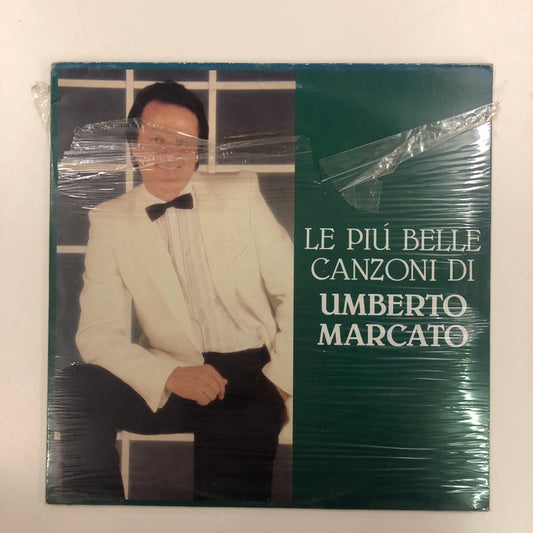 LE PIÚ BELLE
CANZONI DI
UMBERTO
MARCATO